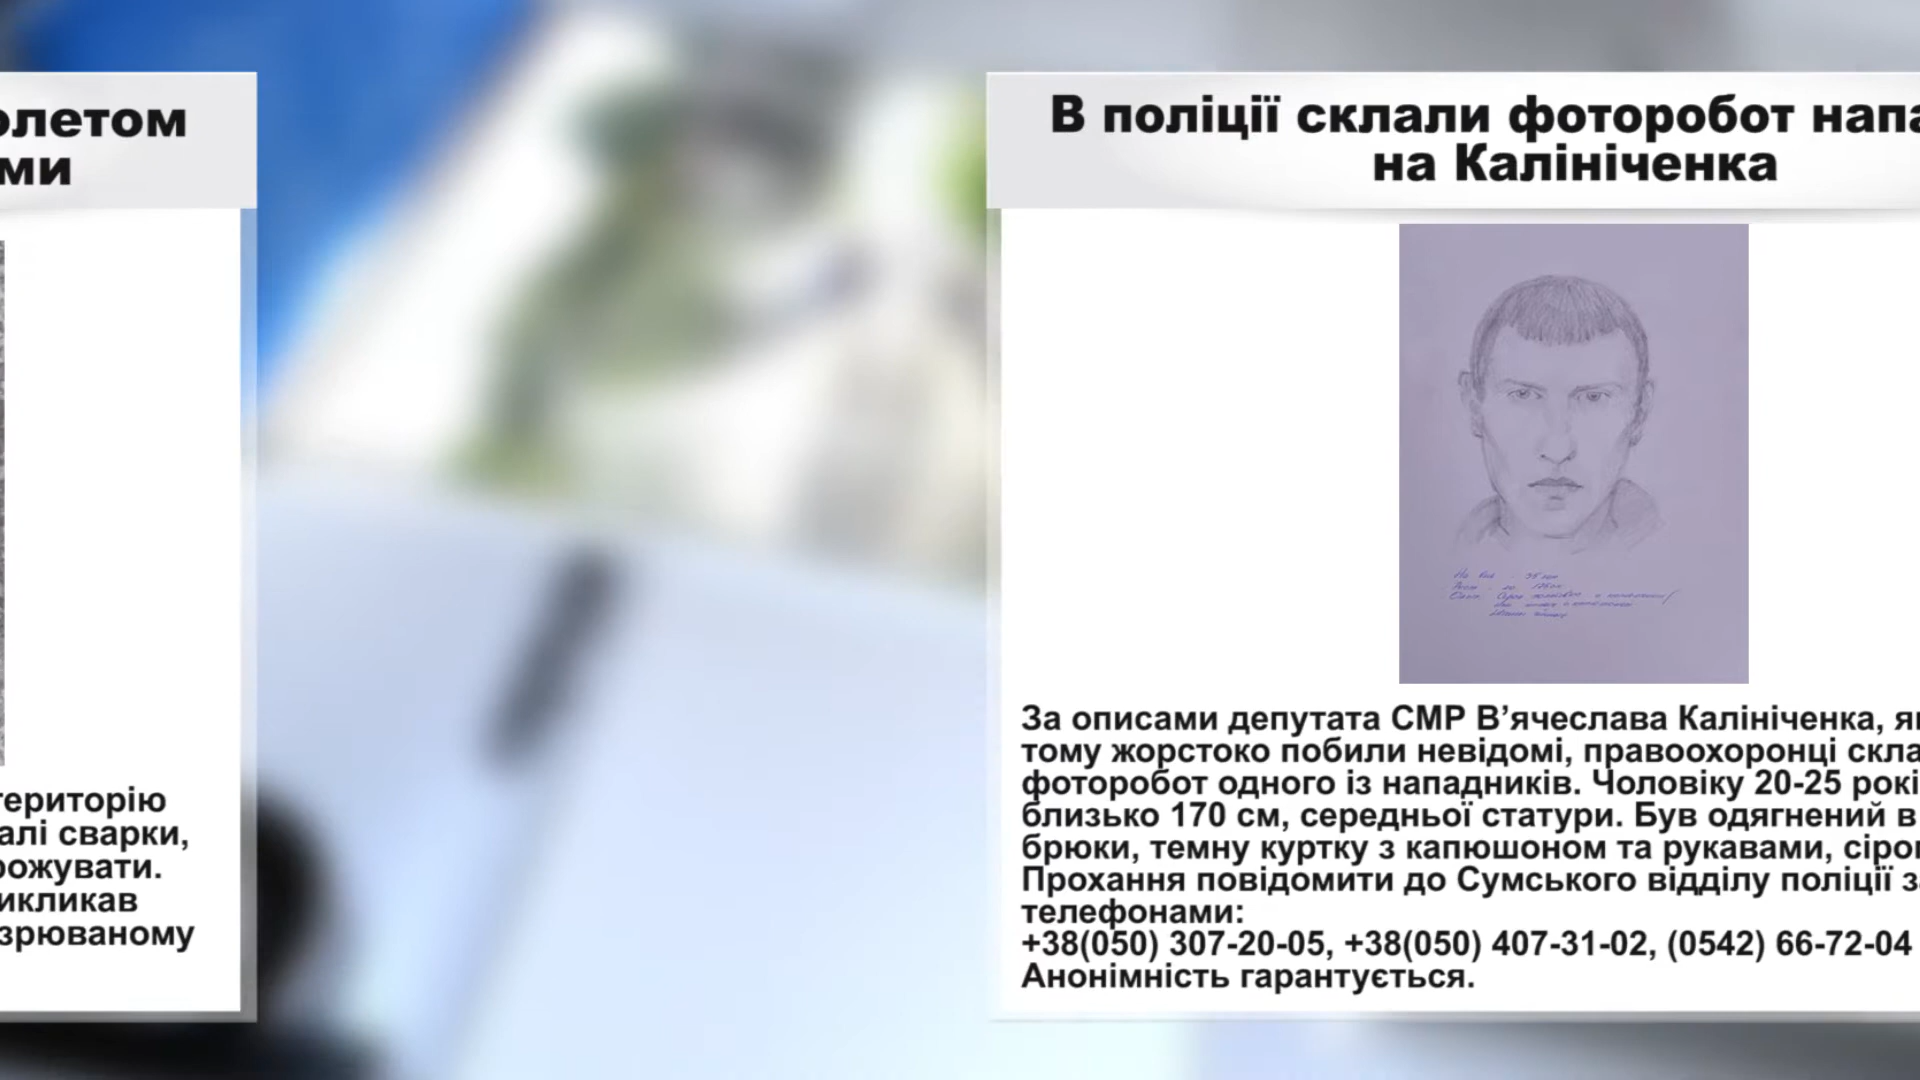 олетом
ми
територію
алі сварки,
рожувати.
икликав
зрюваному
В поліції склали фоторобот напа
на Калініченка
За описами депутата СМР В’ячеслава Калініченка, як
тому жорстоко побили невідомі, правоохоронці скла
фоторобот одного із нападників. Чоловіку 20-25 рокі
близько 170 см, середньої статури. Був одягнений в
брюки, темну куртку з капюшоном та рукавами, сірог
Прохання повідомити до Сумського відділу поліції з
телефонами:
+38(050) 307-20-05, +38(050) 407-31-02, (0542) 66-72-04
Анонімність гарантується.